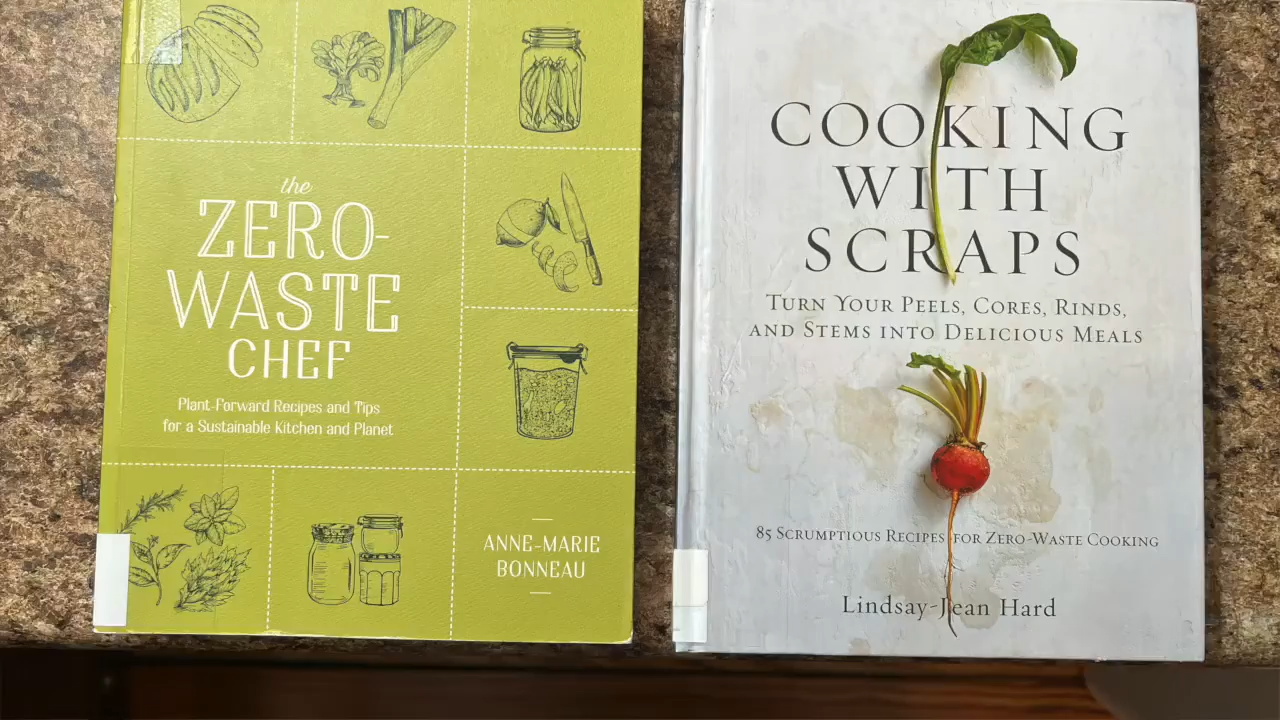 the
ZERO-
WASTE
CHEF
Plant-Forward Recipes and Tips
for a Sustainable Kitchen and Planet
ANNE-MARIE
BONNEAU
COOKING
WITH
SCRAPS
TURN YOUR PEELS, CORES, RINDS,
AND STEMS INTO DELICIOUS MEALS
85 SCRUMPTIOUS RECIPES FOR ZERO-WASTE COOKING
Lindsay-Jean Hard